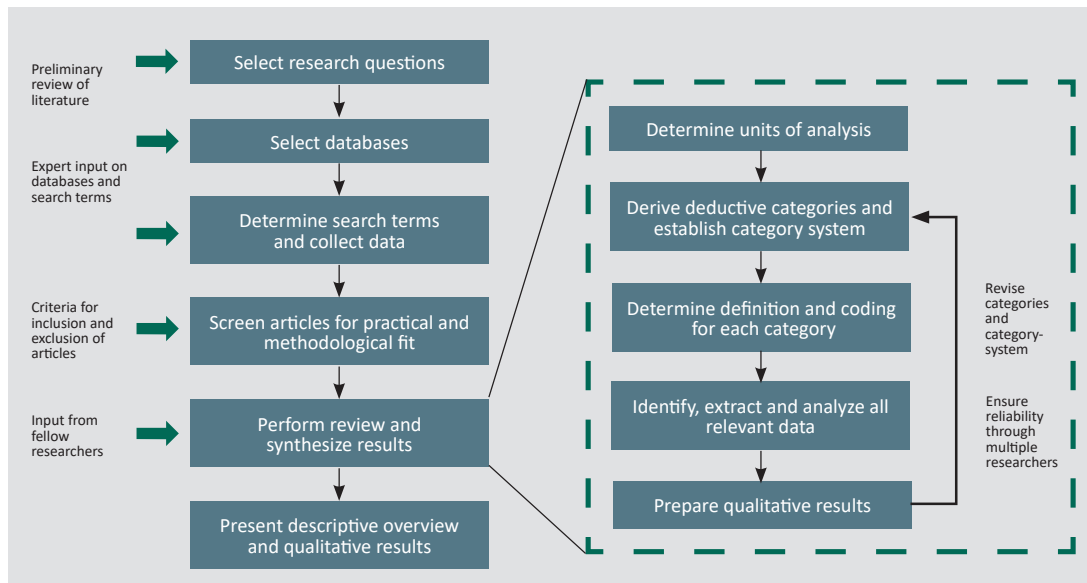 Preliminary
review of
literature
Select research questions
Select databases
Expert input on
databases and
search terms
Determine search terms
and collect data
Criteria for
inclusion and
exclusion of
articles
Screen articles for practical and
methodological fit
Input from
fellow
researchers
Perform review and
synthesize results
Present descriptive overview
and qualitative results
Determine units of analysis
Derive deductive categories and
establish category system
Determine definition and coding
for each category
Identify, extract and analyze all
relevant data
Prepare qualitative results
Revise
categories
and
category-
system
Ensure
reliability
through
multiple
researchers